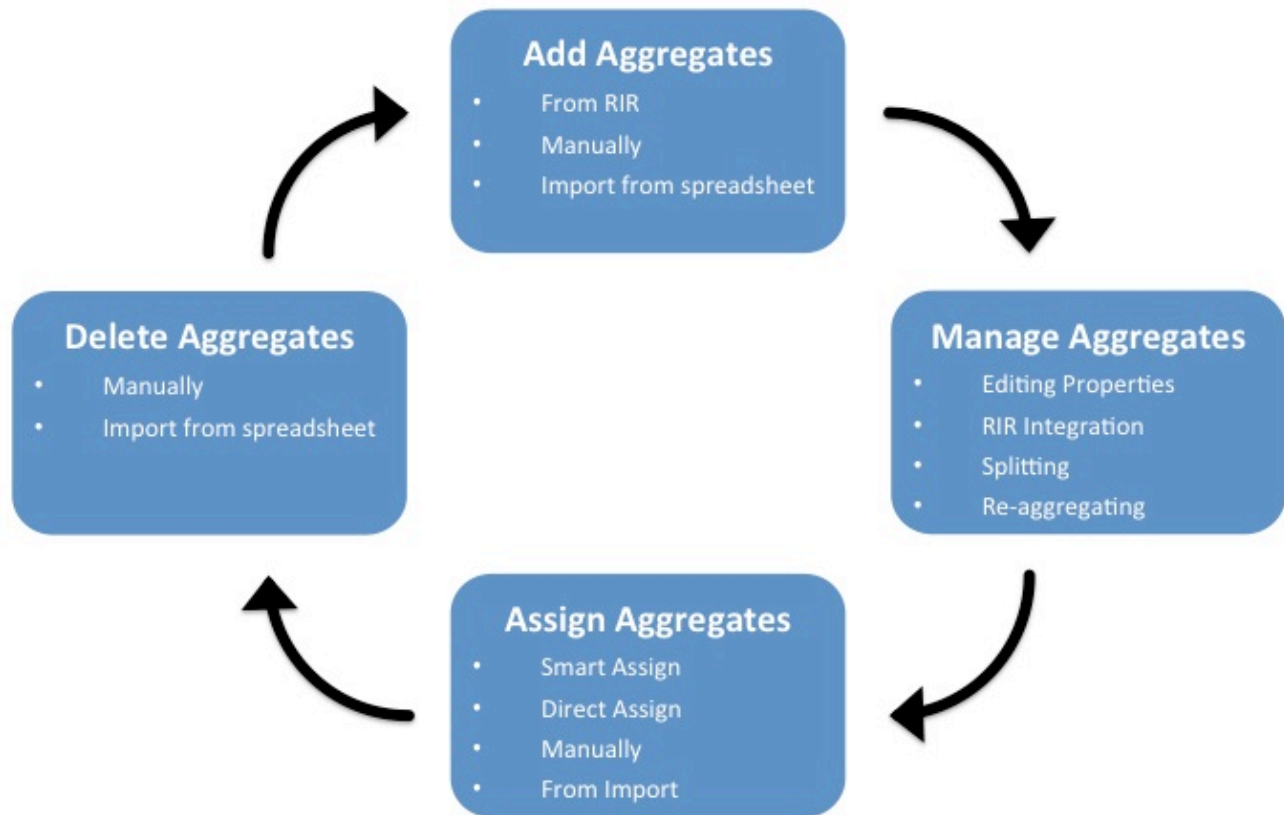 Add Aggregates
• From RIR
• Manually
• Import from spreadsheet
Delete Aggregates
• Manually
• Import from spreadsheet
Manage Aggregates
• Editing Properties
• RIR Integration
• Splitting
• Re-aggregating
Assign Aggregates
• Smart Assign
• Direct Assign
• Manually
• From Import